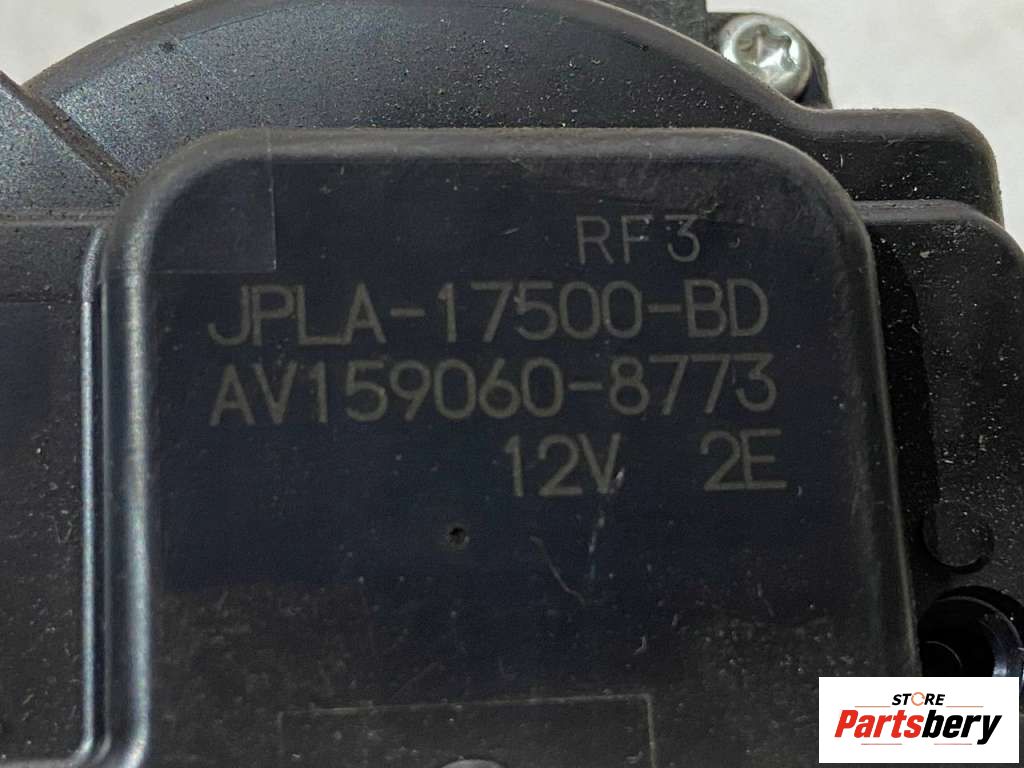 RF3
JPLA-17500-BD
AV159060-8773
12V 2E
STORE
Partsbery